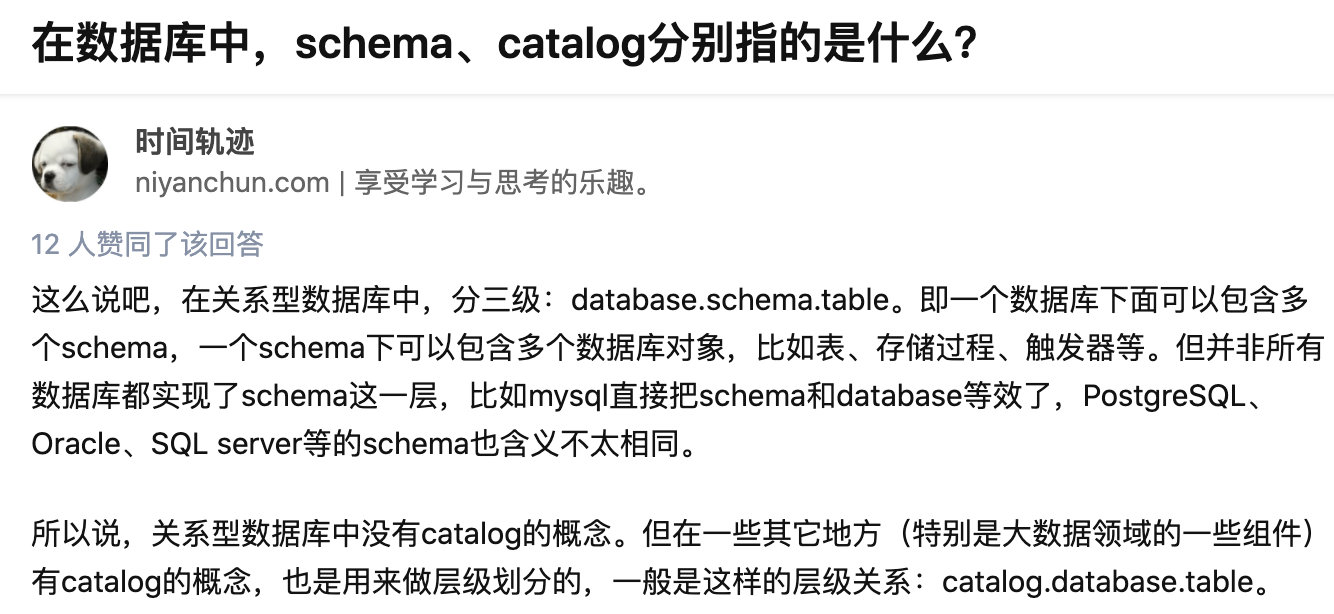 在数据库中，schema、catalog分别指的是什么？
时间轨迹
niyanchun.com | 享受学习与思考的乐趣。
12 人赞同了该回答
这么说吧，在关系型数据库中，分三级：database.schema.table。即一个数据库下面可以包含多
个schema，一个schema下可以包含多个数据库对象，比如表、存储过程、触发器等。但并非所有
数据库都实现了schema这一层，比如mysql直接把schema和database等效了，PostgreSQL、
Oracle、SQL server等的schema也含义不太相同。
所以说，关系型数据库中没有catalog的概念。但在一些其它地方（特别是大数据领域的一些组件）
有catalog的概念，也是用来做层级划分的，一般是这样的层级关系：catalog.database.table。